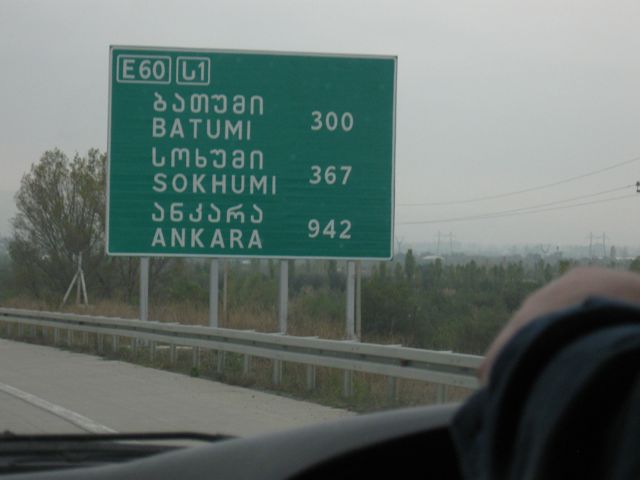 E60 ს1
ბათუმი
BATUMI 300
სოხუმი
SOKHUMI 367
ანკარა
ANKARA 942